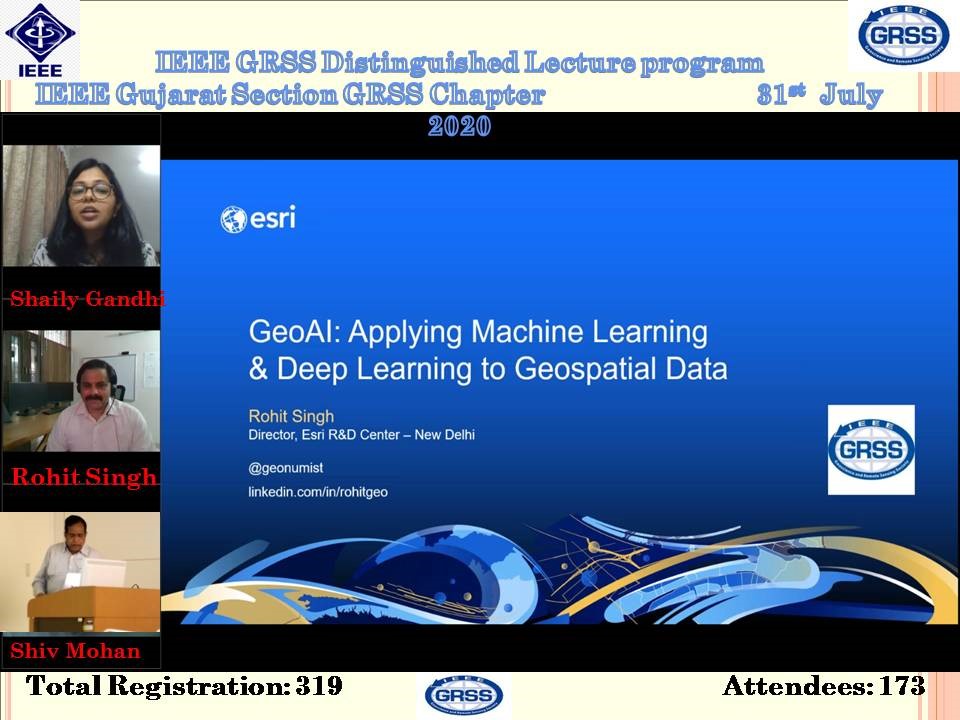 IEEE
GRSS
IEEE GRSS Distinguished Lecture program
IEEE Gujarat Section GRSS Chapter 31st July
2020
esri
Shaily Gandhi
GeoAI: Applying Machine Learning
& Deep Learning to Geospatial Data
Rohit Singh
Director, Esri R&D Center – New Delhi
@geonumist
linkedin.com/in/rohitgeo
IEEE
GRSS
Rohit Singh
Shiv Mohan
Total Registration: 319
GRSS
Attendees: 173